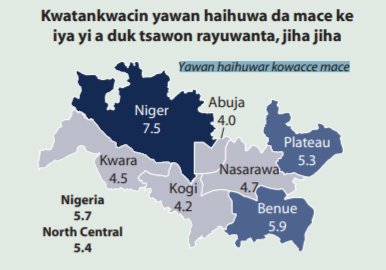 Kwatankwacin yawan haihuwa da mace ke
iya yi a duk tsawon rayuwanta, jiha jiha
Yawan haihuwar kowacce mace
Niger
7.5
Abuja
4.0
Plateau
5.3
Kwara
4.5
Nasarawa
4.7
Kogi
4.2
Benue
5.9
Nigeria
5.7
North Central
5.4